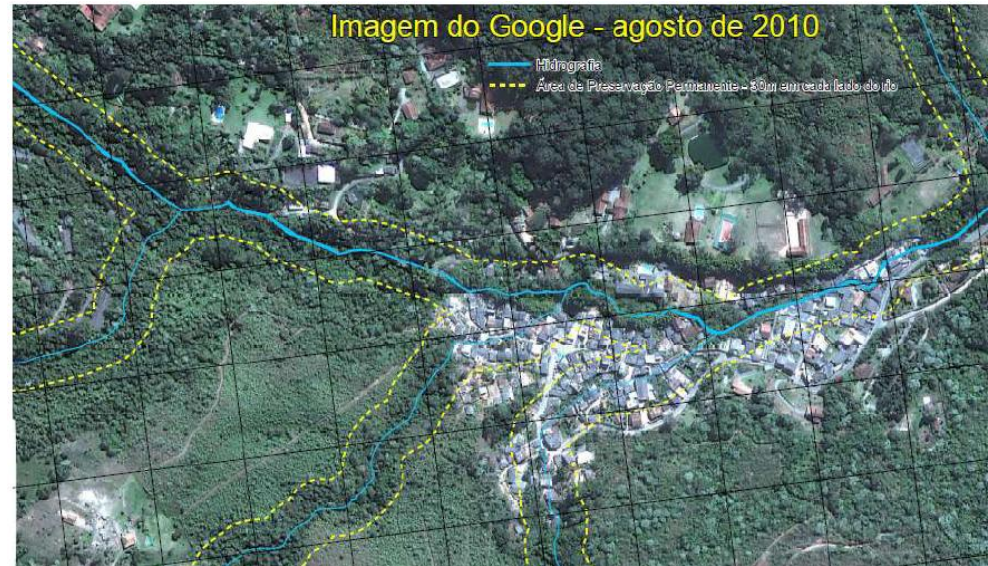 Imagem do Google - agosto de 2010
Hidrografia
Área de Preservação Permanente - 30m em cada lado do rio